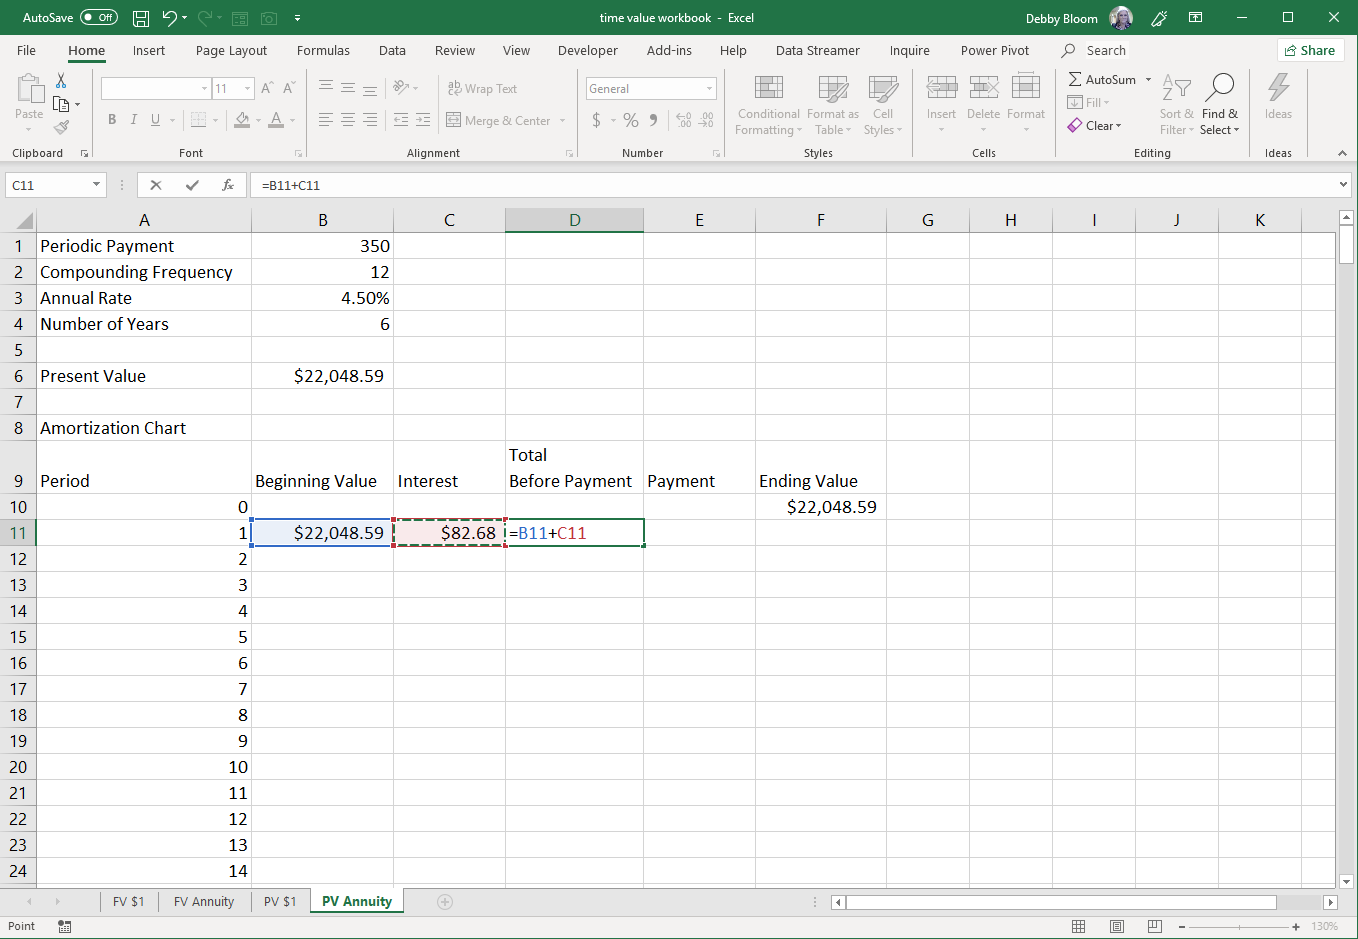 AutoSave Off time value workbook - Excel Debby Bloom
File Home Insert Page Layout Formulas Data Review View Developer Add-ins Help Data Streamer Inquire Power Pivot Search Share
Paste 11 A A ab Wrap Text General Conditional Formatting Format as Table Cell Styles Insert Delete Format AutoSum Fill Clear Sort & Filter Find & Select Ideas
B I U A Merge & Center $ % 9 .00 .00
Clipboard Font Alignment Number Styles Cells Editing Ideas
C11 fx =B11+C11
A B C D E F G H I J K
1 Periodic Payment 350
2 Compounding Frequency 12
3 Annual Rate 4.50%
4 Number of Years 6
5
6 Present Value $22,048.59
7
8 Amortization Chart
Total
9 Period Beginning Value Interest Before Payment Payment Ending Value
10 0 $22,048.59
11 1 $22,048.59 $82.68 =B11+C11
12 2
13 3
14 4
15 5
16 6
17 7
18 8
19 9
20 10
21 11
22 12
23 13
24 14
FV $1 FV Annuity PV $1 PV Annuity
Point 130%